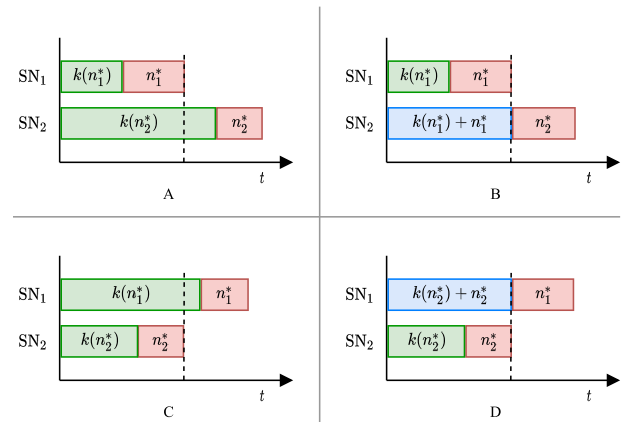 SN₁ k(n₁*) n₁*
SN₂ k(n₂*) n₂*
t
A
SN₁ k(n₁*) n₁*
SN₂ k(n₁*) + n₁* n₂*
t
B
SN₁ k(n₁*) n₁*
SN₂ k(n₂*) n₂*
t
C
SN₁ k(n₂*) + n₂* n₁*
SN₂ k(n₂*) n₂*
t
D